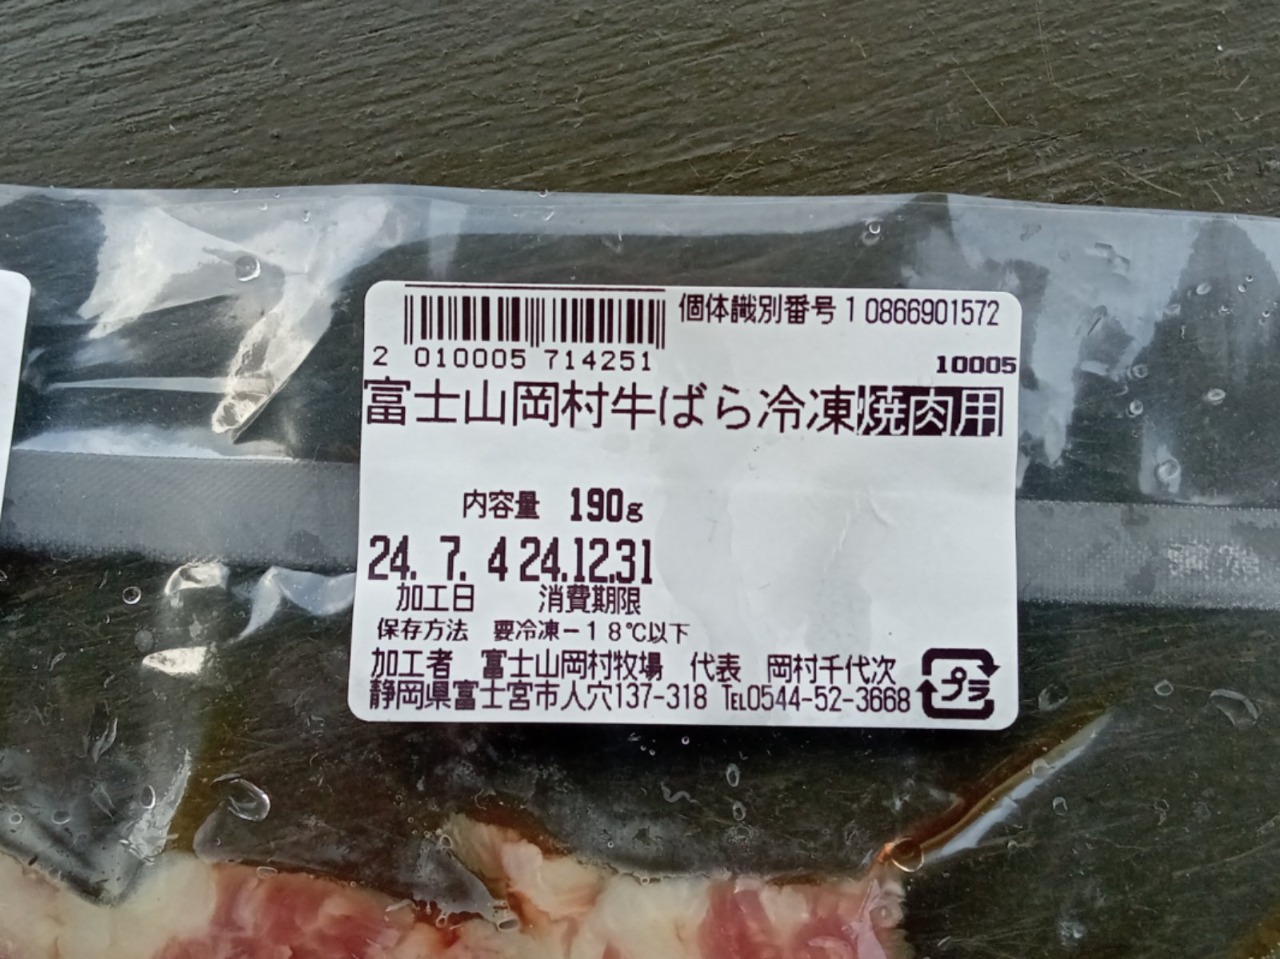 個体識別番号 1 0866901572
2 010005 714251
10005
富士山岡村牛ばら冷凍焼肉用
内容量 190g
24. 7. 4 24.12.31
加工日 消費期限
保存方法 要冷凍－18℃以下
加工者 富士山岡村牧場 代表 岡村千代次
静岡県富士宮市人穴137-318 TEL0544-52-3668
プラ